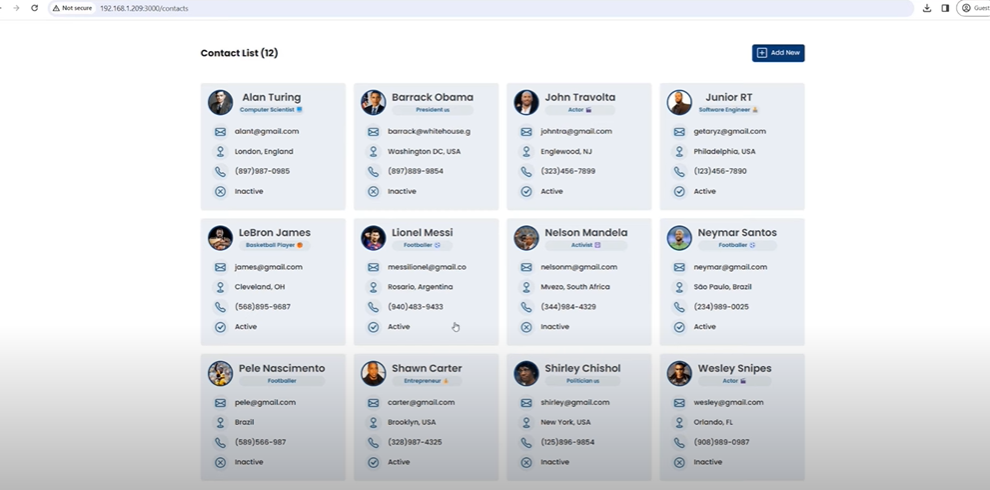 Not secure 192.168.1.209:3000/contacts Guest
Contact List (12) Add New
Alan Turing
Computer Scientist
alant@gmail.com
London, England
(897)987-0985
Inactive
Barrack Obama
President us
barrack@whitehouse.g
Washington DC, USA
(897)889-9854
Inactive
John Travolta
Actor
johntra@gmail.com
Englewood, NJ
(323)456-7899
Active
Junior RT
Software Engineer
getaryz@gmail.com
Philadelphia, USA
(123)456-7890
Active
LeBron James
Basketball Player
james@gmail.com
Cleveland, OH
(568)895-9687
Active
Lionel Messi
Footballer
messilionel@gmail.co
Rosario, Argentina
(940)483-9433
Active
Nelson Mandela
Activist
nelsonm@gmail.com
Mvezo, South Africa
(344)984-4329
Inactive
Neymar Santos
Footballer
neymar@gmail.com
São Paulo, Brazil
(234)989-0025
Active
Pele Nascimento
Footballer
pele@gmail.com
Brazil
(589)566-987
Inactive
Shawn Carter
Entrepreneur
carter@gmail.com
Brooklyn, USA
(328)987-4325
Active
Shirley Chishol
Politician us
shirley@gmail.com
New York, USA
(125)896-9854
Inactive
Wesley Snipes
Actor
wesley@gmail.com
Orlando, FL
(908)989-0987
Inactive